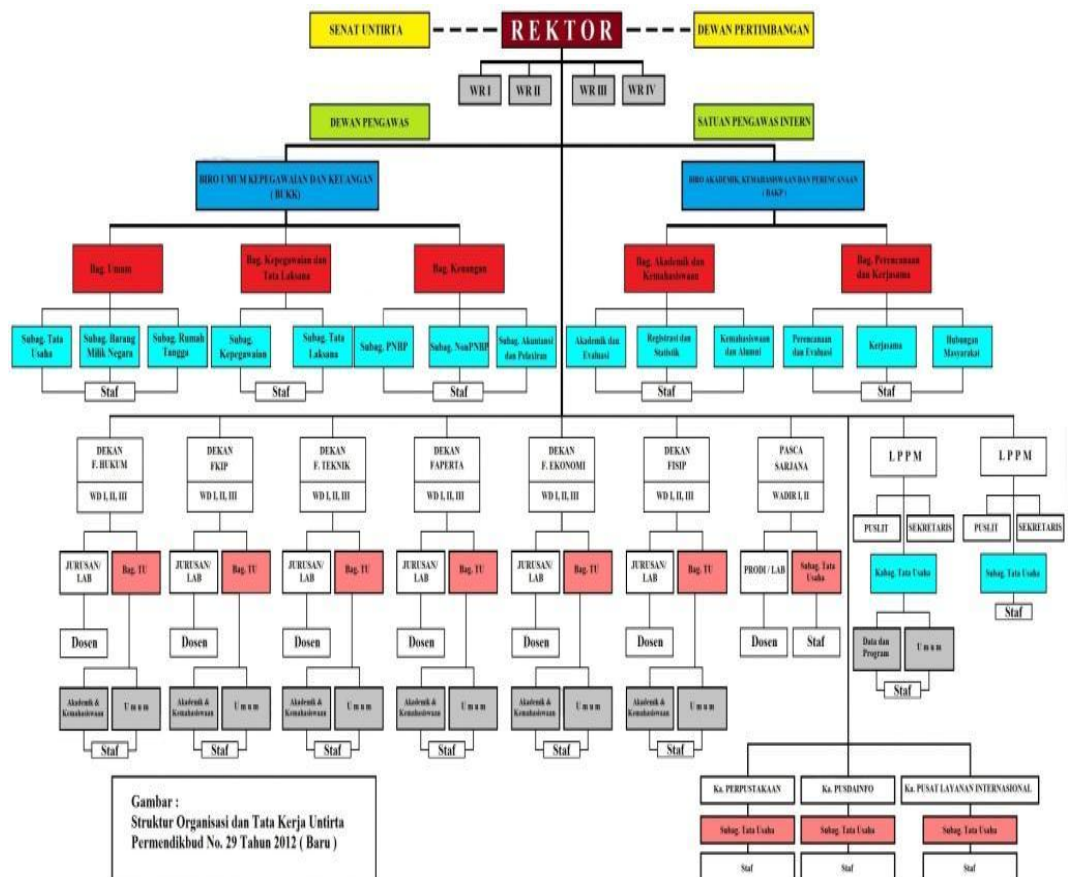 SENAT UNTIRTA
REKTOR
DEWAN PERTIMBANGAN
WR I
WR II
WR III
WR IV
DEWAN PENGAWAS
SATUAN PENGAWAS INTERN
BIRO UMUM KEPEGAWAIAN DAN KEUANGAN
( BUKK)
BIRO AKADEMIK, KEMAHASISWAAN DAN PERENCANAAN
( BAKP )
Bag. Umum
Bag. Kepegawaian dan
Tata Laksana
Bag. Keuangan
Bag. Akademik dan
Kemahasiswaan
Bag. Perencanaan
dan Kerjasama
Subag. Tata
Usaha
Subag. Barang
Milik Negara
Subag. Rumah
Tangga
Subag.
Kepegawaian
Subag. Tata
Laksana
Subag. PNBP
Subag. NonPNBP
Subag. Akuntansi
dan Pelaporan
Akademik dan
Evaluasi
Registrasi dan
Statistik
Kemahasiswaan
dan Alumni
Perencanaan
dan Evaluasi
Kerjasama
Hubungan
Masyarakat
Staf
Staf
Staf
Staf
Staf
DEKAN
F. HUKUM
WD I, II, III
DEKAN
FKIP
WD I, II, III
DEKAN
F. TEKNIK
WD I, II, III
DEKAN
FAPERTA
WD I, II, III
DEKAN
F. EKONOMI
WD I, II, III
DEKAN
FISIP
WD I, II, III
PASCA
SARJANA
WADIR I, II
L P P M
L P P M
PUSLIT
SEKRETARIS
PUSLIT
SEKRETARIS
JURUSAN/
LAB
Bag. TU
JURUSAN/
LAB
Bag. TU
JURUSAN/
LAB
Bag. TU
JURUSAN/
LAB
Bag. TU
JURUSAN/
LAB
Bag. TU
JURUSAN/
LAB
Bag. TU
PRODI / LAB
Subag. Tata
Usaha
Kabag. Tata Usaha
Subag. Tata Usaha
Staf
Dosen
Dosen
Dosen
Dosen
Dosen
Dosen
Dosen
Staf
Data dan
Program
U m u m
Staf
Akademik &
Kemahasiswaan
U m u m
Akademik &
Kemahasiswaan
U m u m
Akademik &
Kemahasiswaan
U m u m
Akademik &
Kemahasiswaan
U m u m
Akademik &
Kemahasiswaan
U m u m
Akademik &
Kemahasiswaan
U m u m
Staf
Staf
Staf
Staf
Staf
Staf
Ka. PERPUSTAKAAN
Ka. PUSDAINFO
Ka. PUSAT LAYANAN INTERNASIONAL
Subag. Tata Usaha
Subag. Tata Usaha
Subag. Tata Usaha
Staf
Staf
Staf
Gambar :
Struktur Organisasi dan Tata Kerja Untirta
Permendikbud No. 29 Tahun 2012 ( Baru )